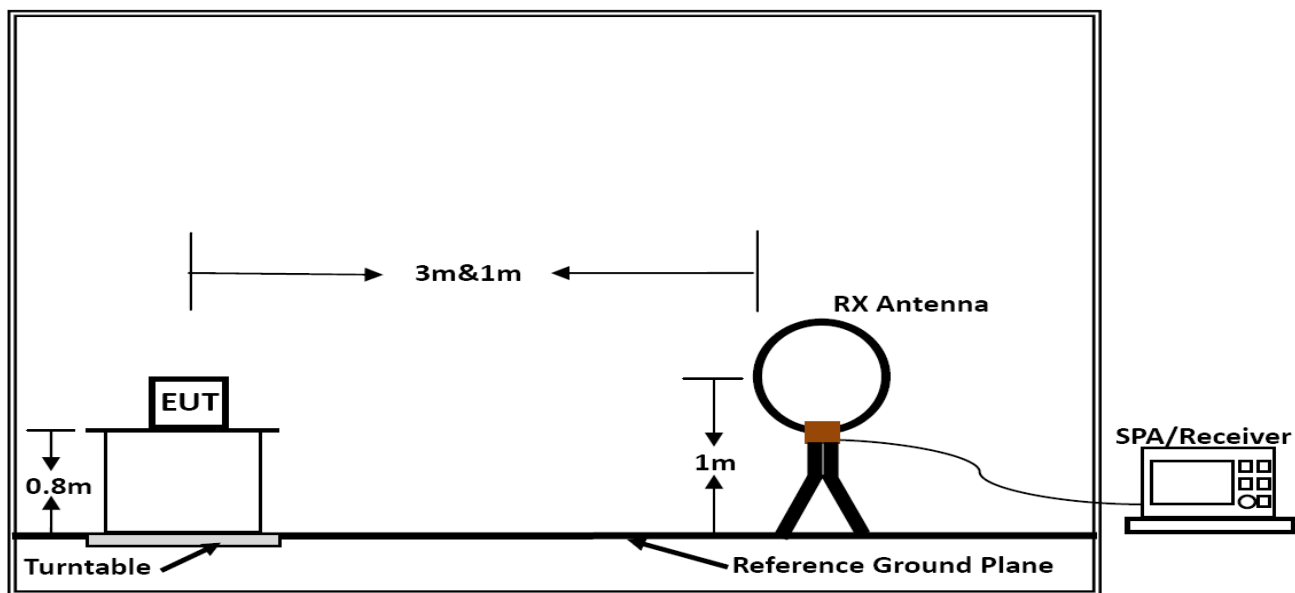 3m&1m
RX Antenna
EUT
SPA/Receiver
1m
0.8m
Turntable
Reference Ground Plane